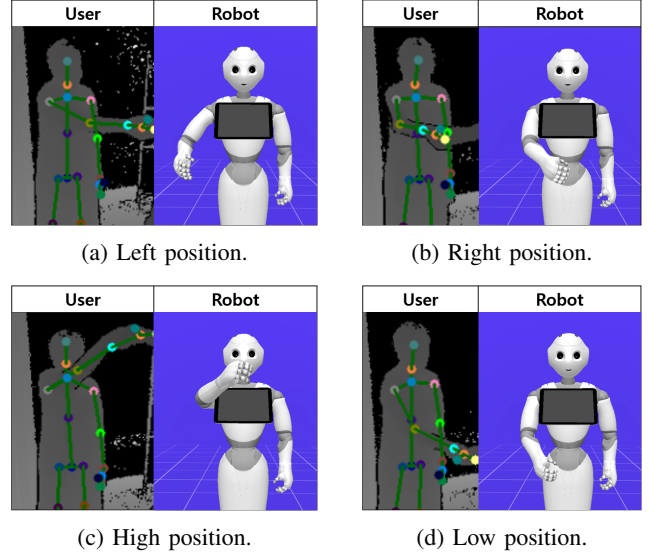 User Robot User Robot
(a) Left position. (b) Right position.
User Robot User Robot
(c) High position. (d) Low position.